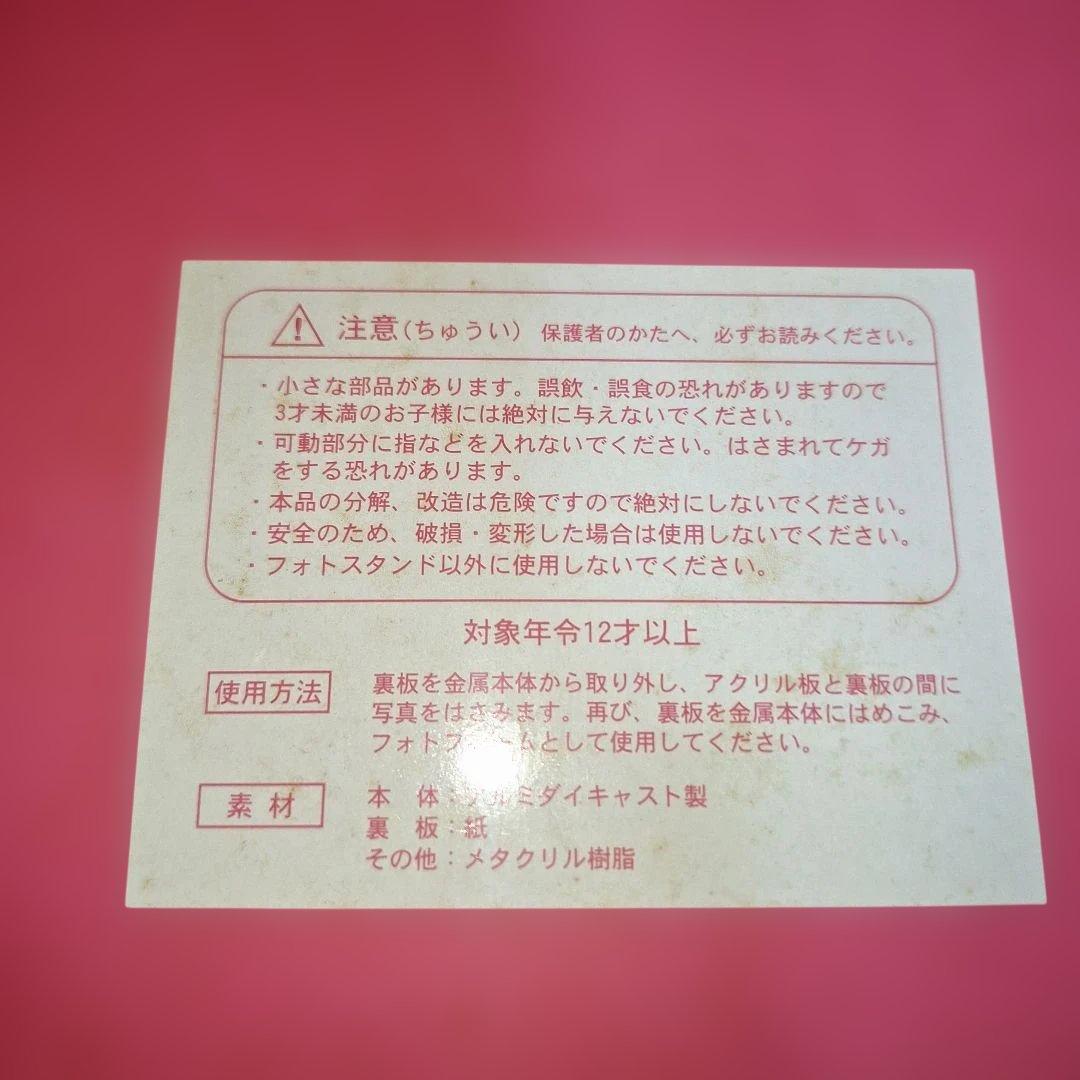 注意(ちゅうい) 保護者のかたへ、必ずお読みください。
・小さな部品があります。誤飲・誤食の恐れがありますので
3才未満のお子様には絶対に与えないでください。
・可動部分に指などを入れないでください。はさまれてケガ
をする恐れがあります。
・本品の分解、改造は危険ですので絶対にしないでください。
・安全のため、破損・変形した場合は使用しないでください。
・フォトスタンド以外に使用しないでください。
対象年令12才以上
使用方法 裏板を金属本体から取り外し、アクリル板と裏板の間に
写真をはさみます。再び、裏板を金属本体にはめこみ、
フォトフレームとして使用してください。
素材 本 体：アルミダイキャスト製
裏 板：紙
その他：メタクリル樹脂